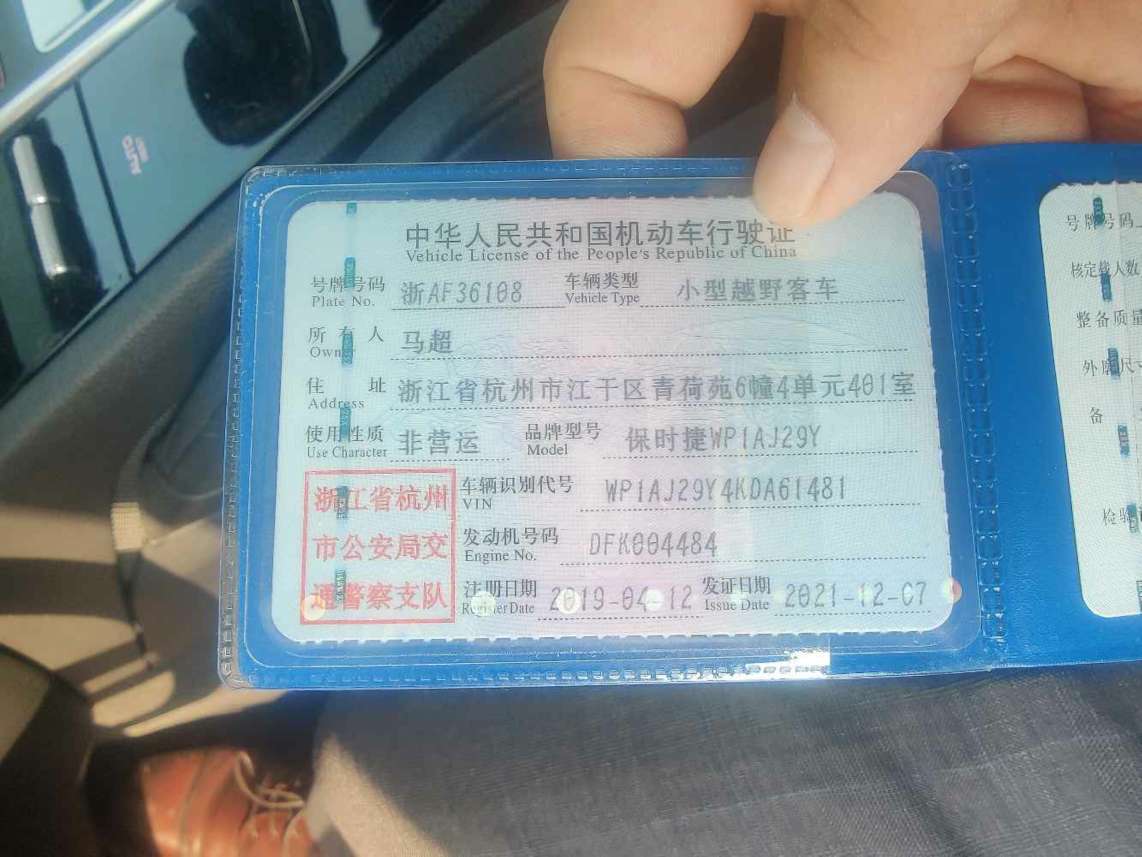 AUTO
中华人民共和国机动车行驶证
Vehicle License of the People's Republic of China
号牌号码 浙AF36108 车辆类型 小型越野客车
Plate No. Vehicle Type
所有人 马超
Owner
住址 浙江省杭州市江干区青荷苑6幢4单元401室
Address
使用性质 非营运 品牌型号 保时捷WP1AJ29Y
Use Character Model
浙江省杭州 车辆识别代号 WP1AJ29Y4KDA61481
VIN
市公安局交 发动机号码 DFK004484
Engine No.
通警察支队 注册日期 2019-04-12 发证日期 2021-12-07
Register Date Issue Date
号牌号码
核定载人数
整备质量
外廓尺寸
备
检验